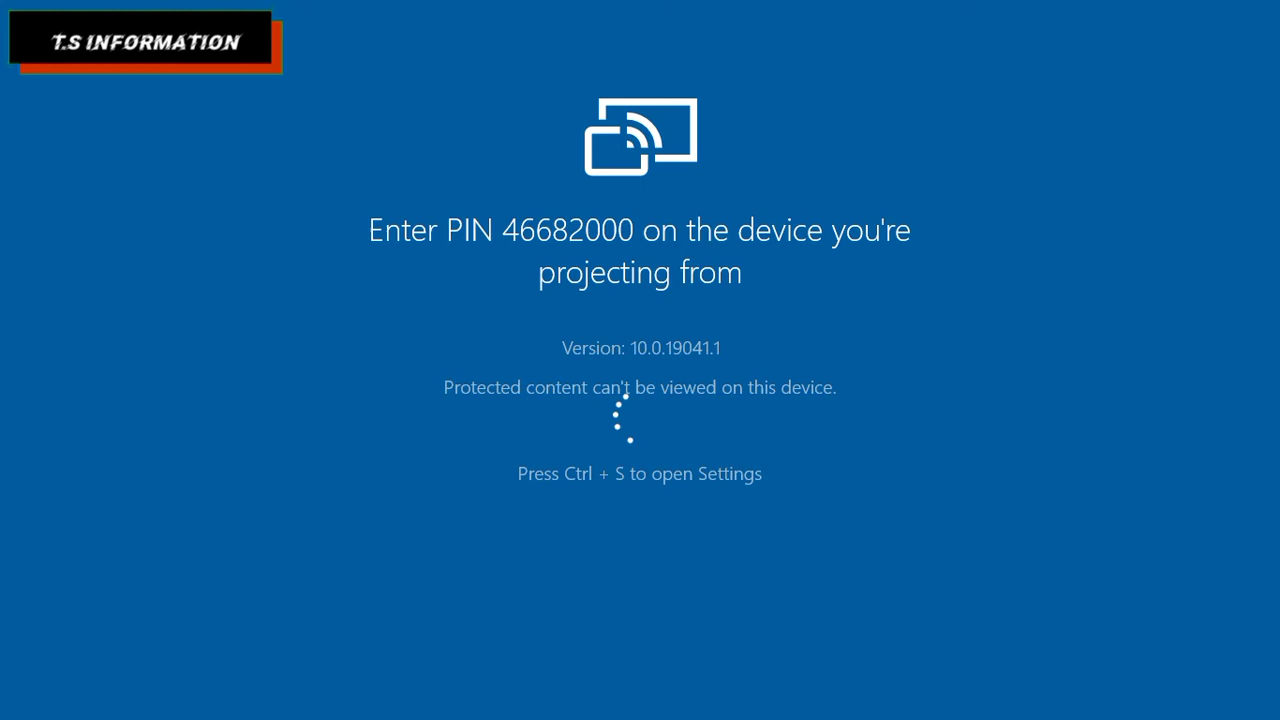 T.S INFORMATION
Enter PIN 46682000 on the device you're
projecting from
Version: 10.0.19041.1
Protected content can't be viewed on this device.
Press Ctrl + S to open Settings